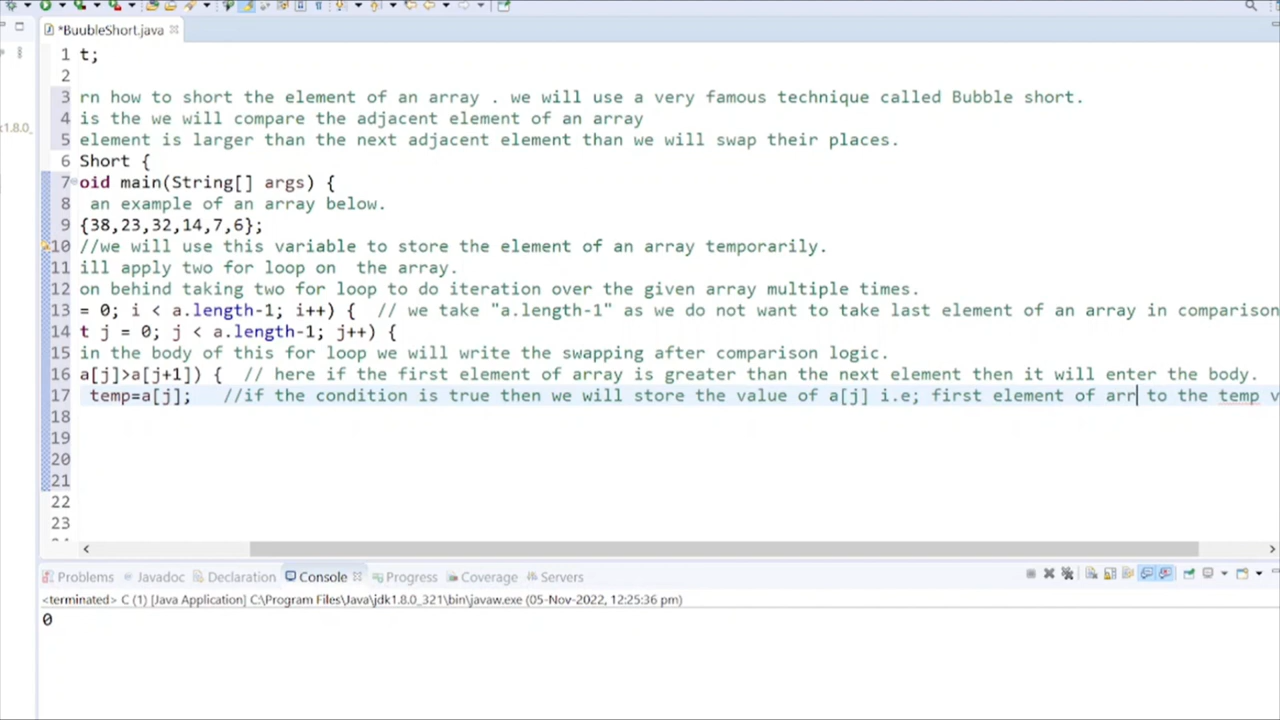 *BuubleShort.java
1 t;
2
3 rn how to short the element of an array . we will use a very famous technique called Bubble short.
4 is the we will compare the adjacent element of an array
5 element is larger than the next adjacent element than we will swap their places.
6 Short {
7 oid main(String[] args) {
8 an example of an array below.
9 {38,23,32,14,7,6};
10 //we will use this variable to store the element of an array temporarily.
11 ill apply two for loop on  the array.
12 on behind taking two for loop to do iteration over the given array multiple times.
13 = 0; i < a.length-1; i++) {  // we take "a.length-1" as we do not want to take last element of an array in comparison
14 t j = 0; j < a.length-1; j++) {
15 in the body of this for loop we will write the swapping after comparison logic.
k1.8.0_
16 a[j]>a[j+1]) {  // here if the first element of array is greater than the next element then it will enter the body.
17 temp=a[j];   //if the condition is true then we will store the value of a[j] i.e; first element of arr to the temp v
18
19
20
21
22
23
Problems Javadoc Declaration Console Progress Coverage Servers
<terminated> C (1) [Java Application] C:\Program Files\Java\jdk1.8.0_321\bin\javaw.exe (05-Nov-2022, 12:25:36 pm)
0